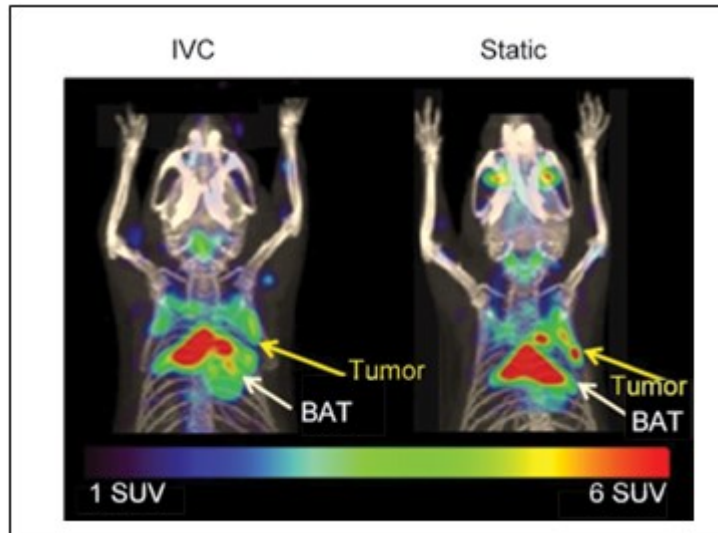 IVC
Static
Tumor
BAT
Tumor
BAT
1 SUV
6 SUV